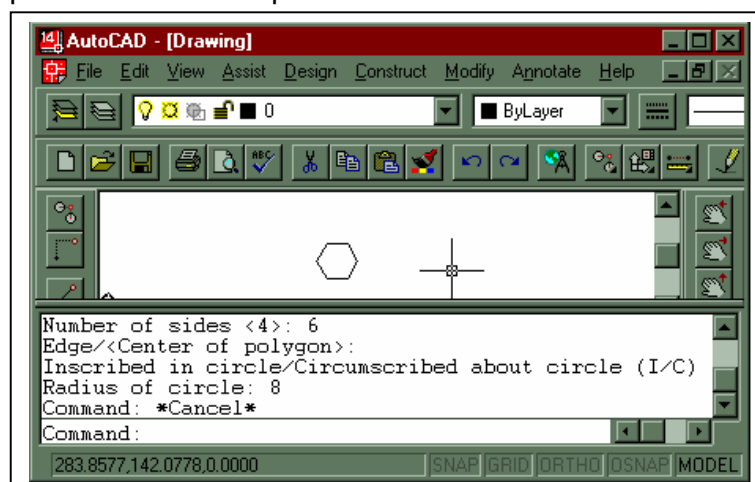 14 AutoCAD - [Drawing]
File Edit View Assist Design Construct Modify Annotate Help
0 ByLayer
ABC
Number of sides <4>: 6
Edge/<Center of polygon>:
Inscribed in circle/Circumscribed about circle (I/C)
Radius of circle: 8
Command: *Cancel*
Command:
283.8577,142.0778,0.0000 SNAP GRID ORTHO OSNAP MODEL